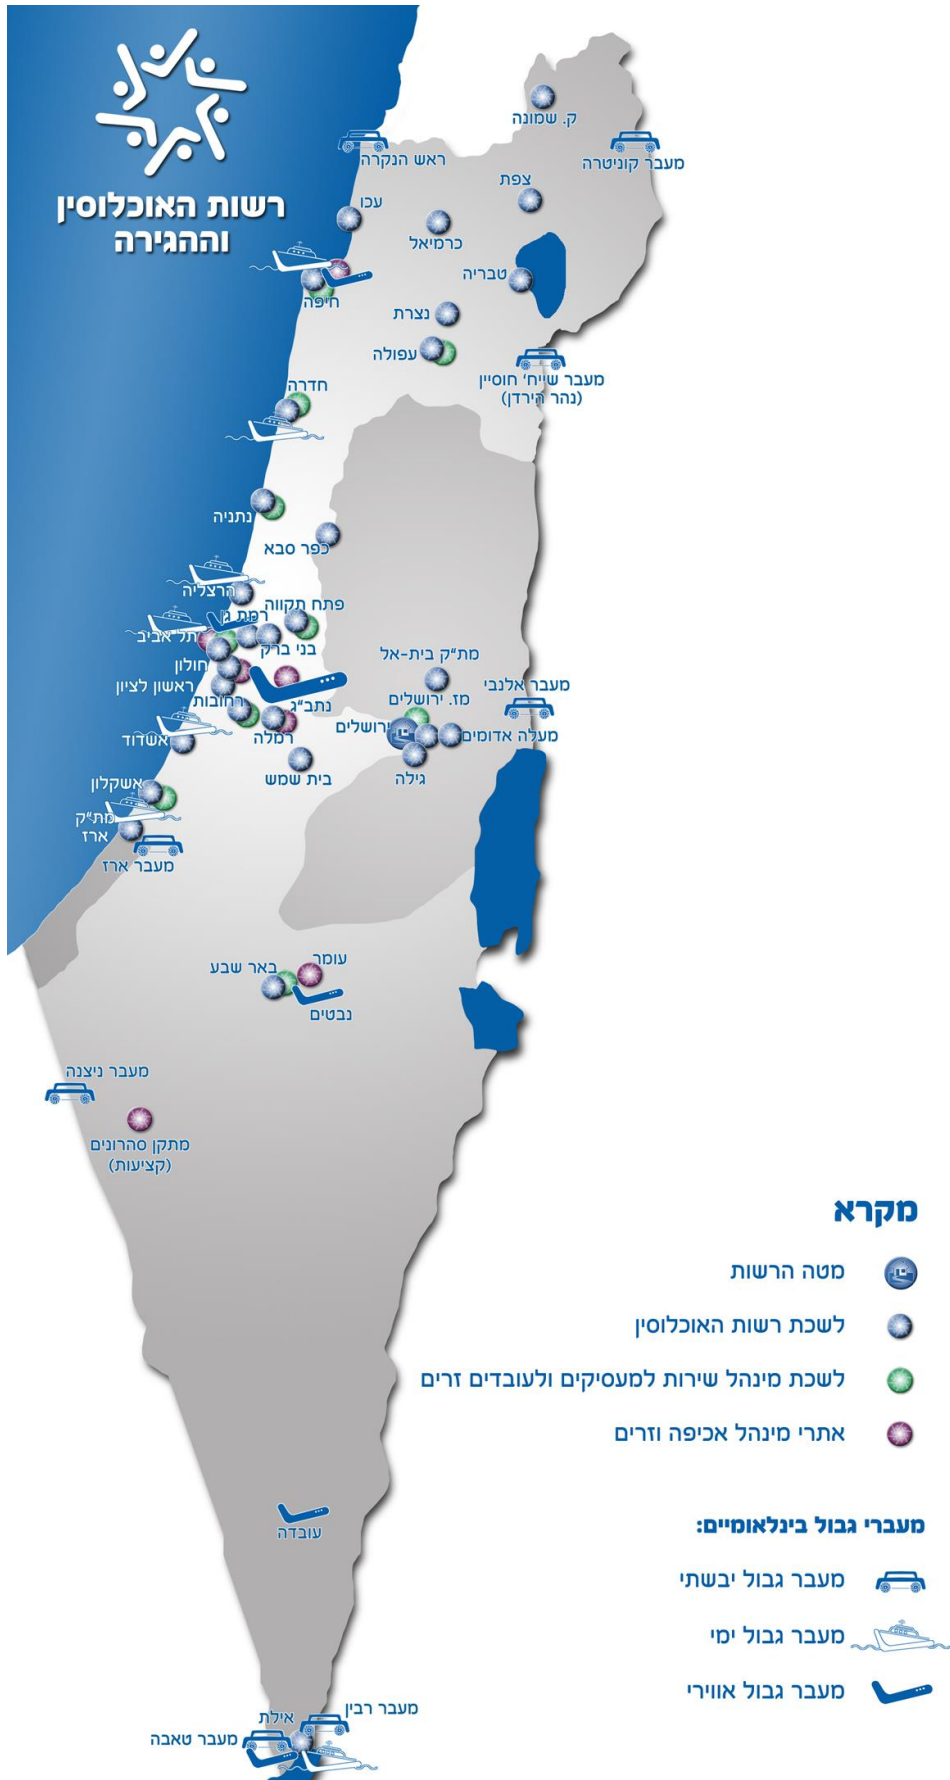 רשות האוכלוסין
וההגירה
ק. שמונה
ראש הנקרה
מעבר קוניטרה
צפת
עכו
כרמיאל
טבריה
חיפה
נצרת
עפולה
מעבר שייח' חוסיין
(נהר הירדן)
חדרה
נתניה
כפר סבא
הרצליה
פתח תקווה
רמת גן
תל אביב
בני ברק
חולון
מת"ק בית-אל
ראשון לציון
מעבר אלנבי
רחובות
נתב"ג
מז. ירושלים
ירושלים
מעלה אדומים
אשדוד
רמלה
בית שמש
גילה
אשקלון
מת"ק
ארז
מעבר ארז
עומר
באר שבע
נבטים
מעבר ניצנה
מתקן סהרונים
(קציעות)
מקרא
מטה הרשות
לשכת רשות האוכלוסין
לשכת מינהל שירות למעסיקים ולעובדים זרים
אתרי מינהל אכיפה וזרים
מעברי גבול בינלאומיים:
מעבר גבול יבשתי
מעבר גבול ימי
מעבר גבול אווירי
עובדה
מעבר רבין
אילת
מעבר טאבה